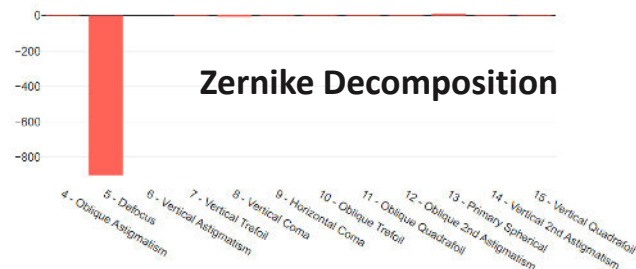 0
−200
Zernike Decomposition
−400
−600
−800
4 - Oblique Astigmatism
5 - Defocus
6 - Vertical Astigmatism
7 - Vertical Trefoil
8 - Vertical Coma
9 - Horizontal Coma
10 - Oblique Trefoil
11 - Oblique Quadrafoil
12 - Oblique 2nd Astigmatism
13 - Primary Spherical
14 - Vertical 2nd Astigmatism
15 - Vertical Quadrafoil